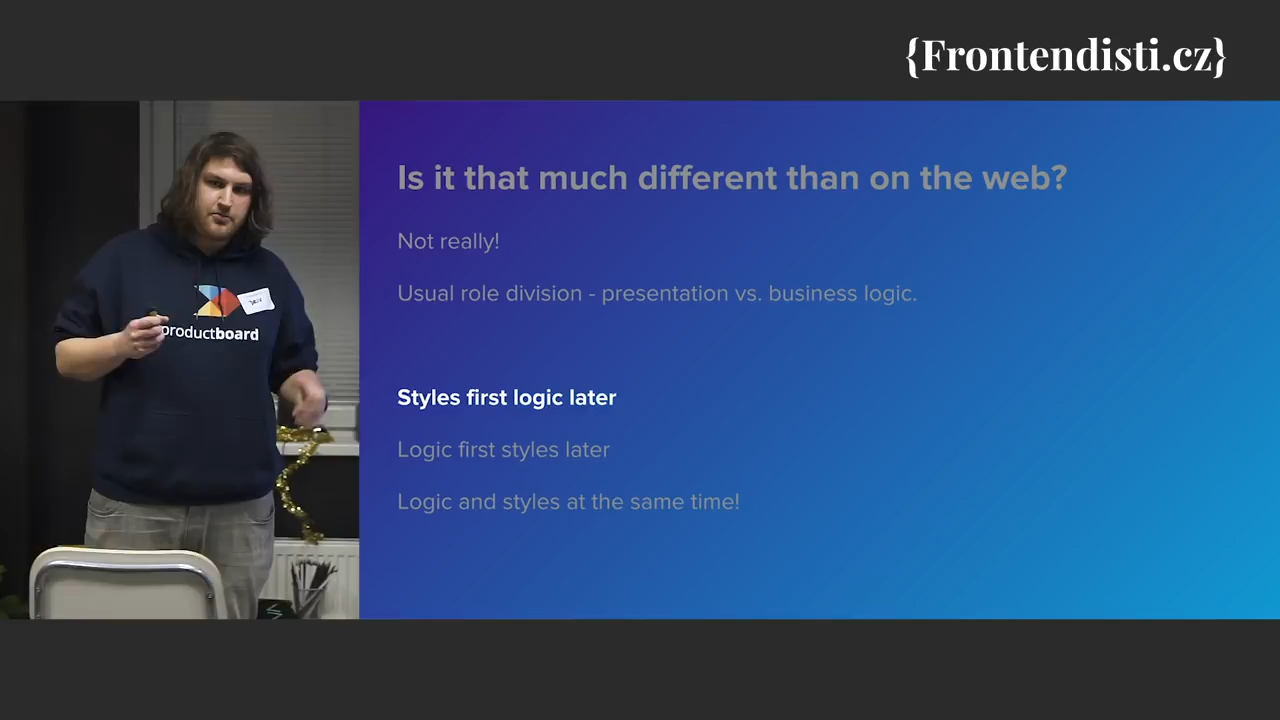 {Frontendisti.cz}
Is it that much different than on the web?
Not really!
Usual role division - presentation vs. business logic.
Styles first logic later
Logic first styles later
Logic and styles at the same time!
productboard